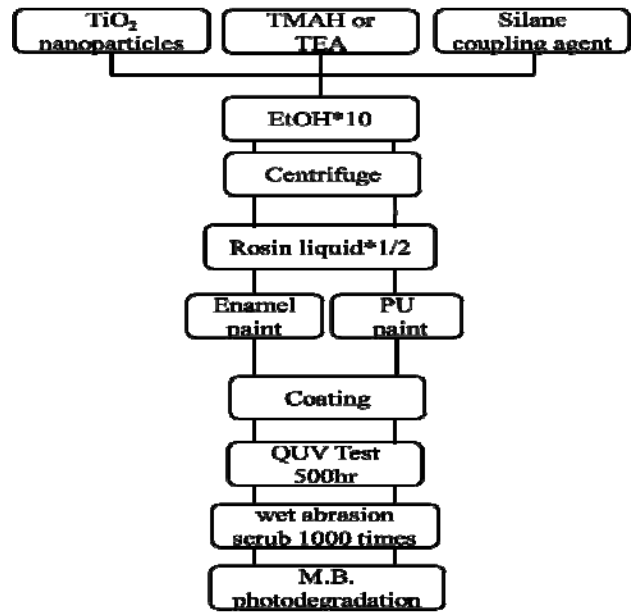 TiO₂
nanoparticles
TMAH or
TEA
Silane
coupling agent
EtOH*10
Centrifuge
Rosin liquid*1/2
Enamel
paint
PU
paint
Coating
QUV Test
500hr
wet abrasion
scrub 1000 times
M.B.
photodegradation